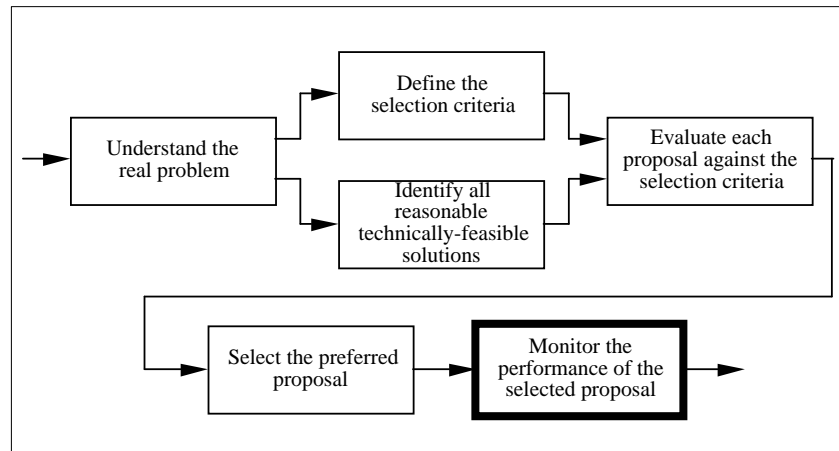 Understand the
real problem
Define the
selection criteria
Identify all
reasonable
technically-feasible
solutions
Evaluate each
proposal against the
selection criteria
Select the preferred
proposal
Monitor the
performance of the
selected proposal